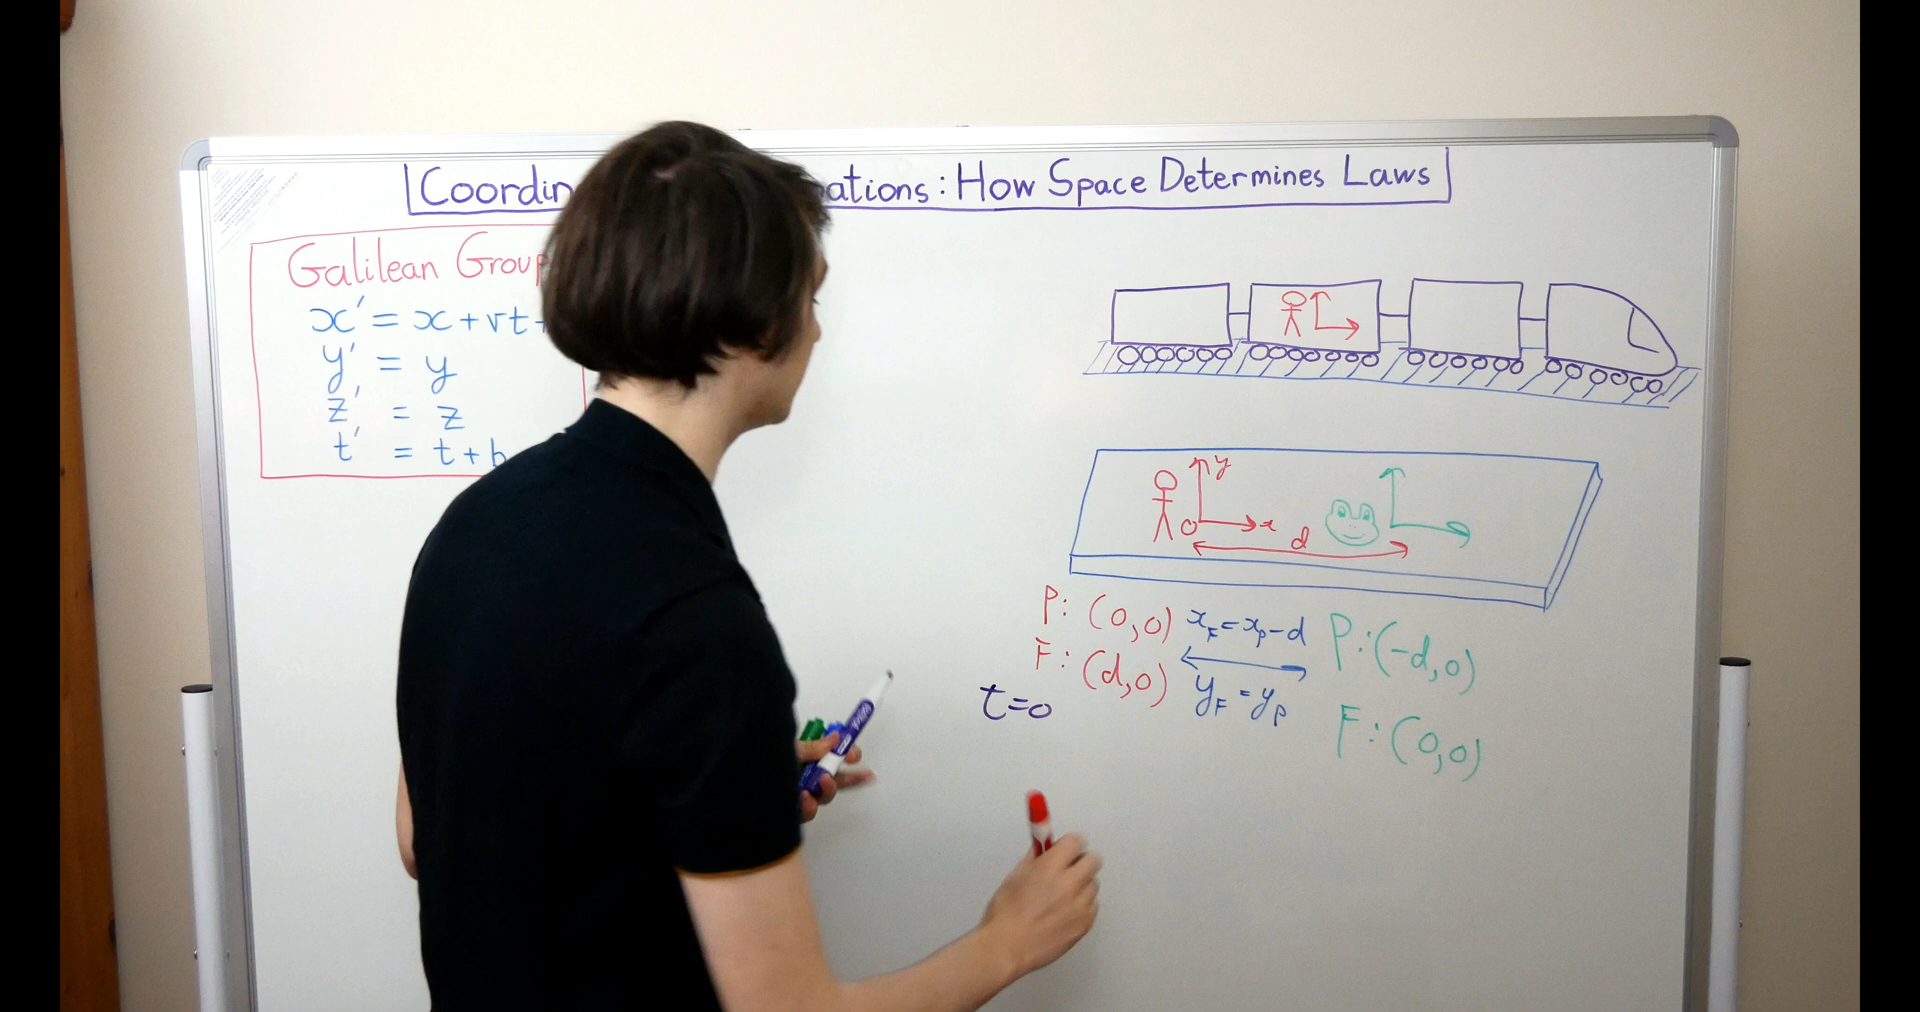 Coordin ations: How Space Determines Laws
Galilean Group
x' = x + vt +
y' = y
z' = z
t' = t + b
y
o x
d
P: (0,0)
F: (d,0)
x_F = x_P - d
y_F = y_P
P: (-d,0)
F: (0,0)
t=0